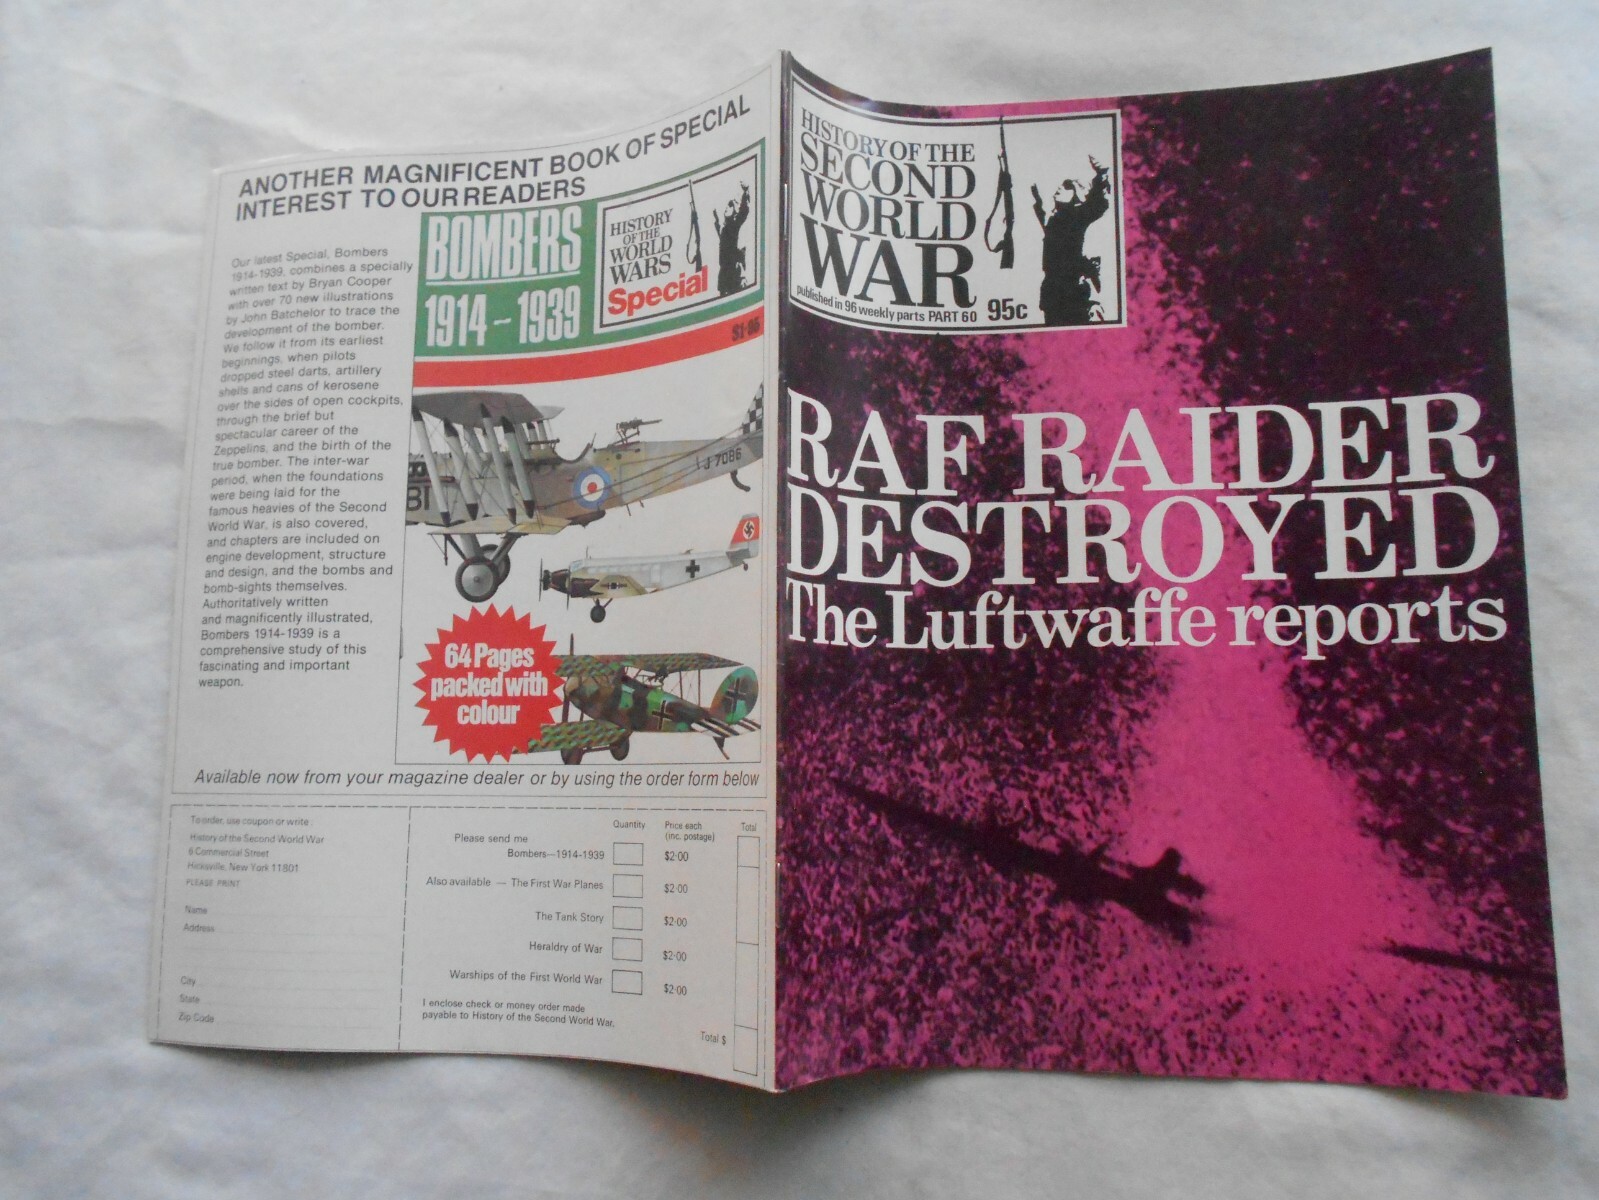 ANOTHER MAGNIFICENT BOOK OF SPECIAL
INTEREST TO OUR READERS
Our latest Special, Bombers
1914-1939, combines a specially
written text by Bryan Cooper
with over 70 new illustrations
by John Batchelor to trace the
development of the bomber.
We follow it from its earliest
beginnings, when pilots
dropped steel darts, artillery
shells and cans of kerosene
over the sides of open cockpits,
through the brief but
spectacular career of the
Zeppelins, and the birth of the
true bomber. The inter-war
period, when the foundations
were being laid for the
famous heavies of the Second
World War, is also covered,
and chapters are included on
engine development, structure
and design, and the bombs and
bomb-sights themselves.
Authoritatively written
and magnificently illustrated,
Bombers 1914-1939 is a
comprehensive study of this
fascinating and important
weapon.
BOMBERS
1914-1939
HISTORY
OF THE
WORLD
WARS
Special
J 7086
64 Pages
packed with
colour
Available now from your magazine dealer or by using the order form below
To order, use coupon or write:
History of the Second World War
6 Commercial Street
Hicksville, New York 11801
PLEASE PRINT
Name
Address
City
State
Zip Code
Quantity
Price each
(inc. postage)
Total
Please send me
Bombers—1914-1939
$2·00
Also available — The First War Planes
$2·00
The Tank Story
$2·00
Heraldry of War
$2·00
Warships of the First World War
$2·00
I enclose check or money order made
payable to History of the Second World War.
Total $
HISTORY OF THE
SECOND
WORLD
WAR
published in 96 weekly parts PART 60 95c
RAF RAIDER
DESTROYED
The Luftwaffe reports